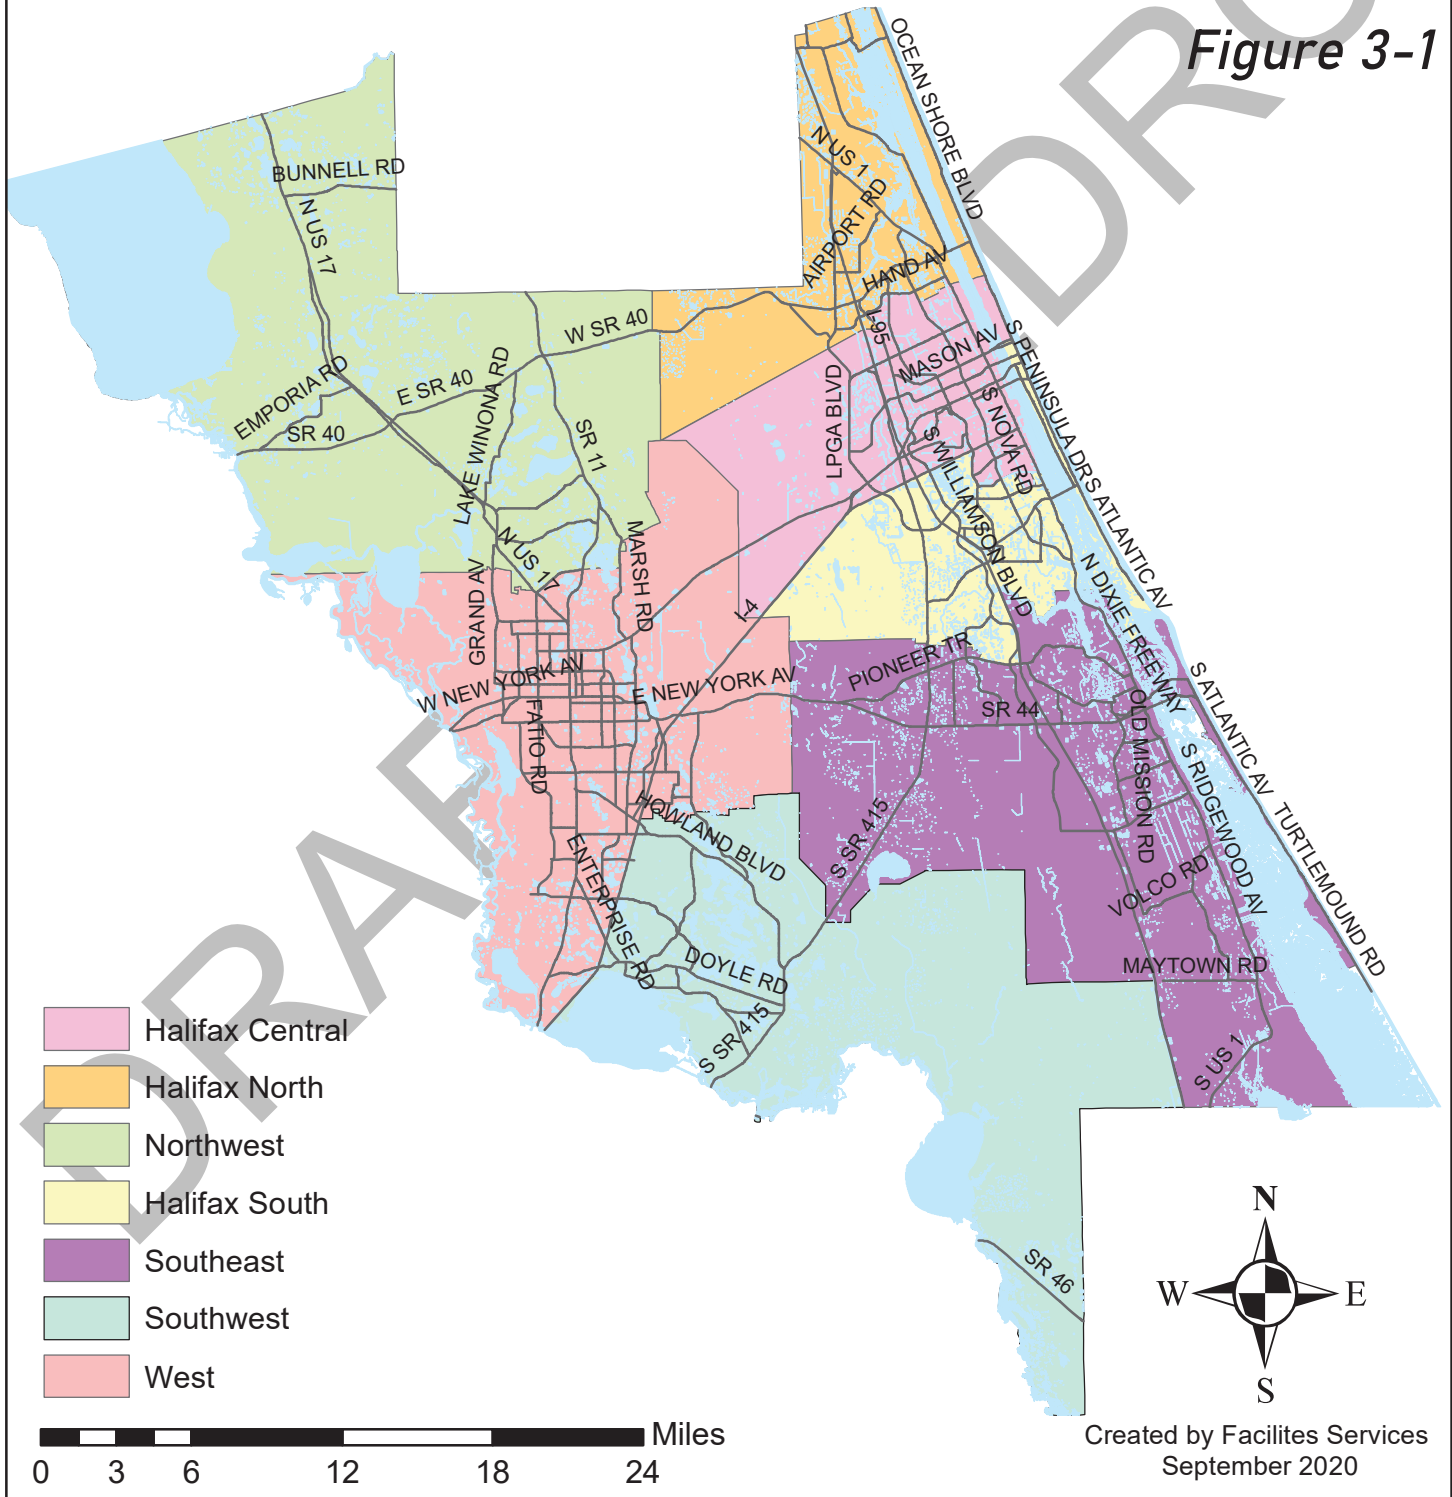 Figure 3-1
OCEAN SHORE BLVD
N US 1
AIRPORT RD
HAND AV
BUNNELL RD
N US 17
W SR 40
I-95
MASON AV
S PENINSULA DR
EMPORIA RD
E SR 40
LAKE WINONA RD
SR 40
SR 11
LPGA BLVD
S NOVA RD
S WILLIAMSON BLVD
S ATLANTIC AV
N US 17
MARSH RD
GRAND AV
I-4
N DIXIE FREEWAY
W NEW YORK AV
E NEW YORK AV
PIONEER TR
SR 44
FATIO RD
OLD MISSION RD
S ATLANTIC AV
S RIDGEWOOD AV
TURTLEMOUND RD
HOWLAND BLVD
S SR 415
ENTERPRISE RD
VOLCO RD
DOYLE RD
MAYTOWN RD
S SR 415
S US 1
SR 46
DRAF
DRC
Halifax Central
Halifax North
Northwest
Halifax South
Southeast
Southwest
West
N
W E
S
Miles
0 3 6 12 18 24
Created by Facilites Services
September 2020